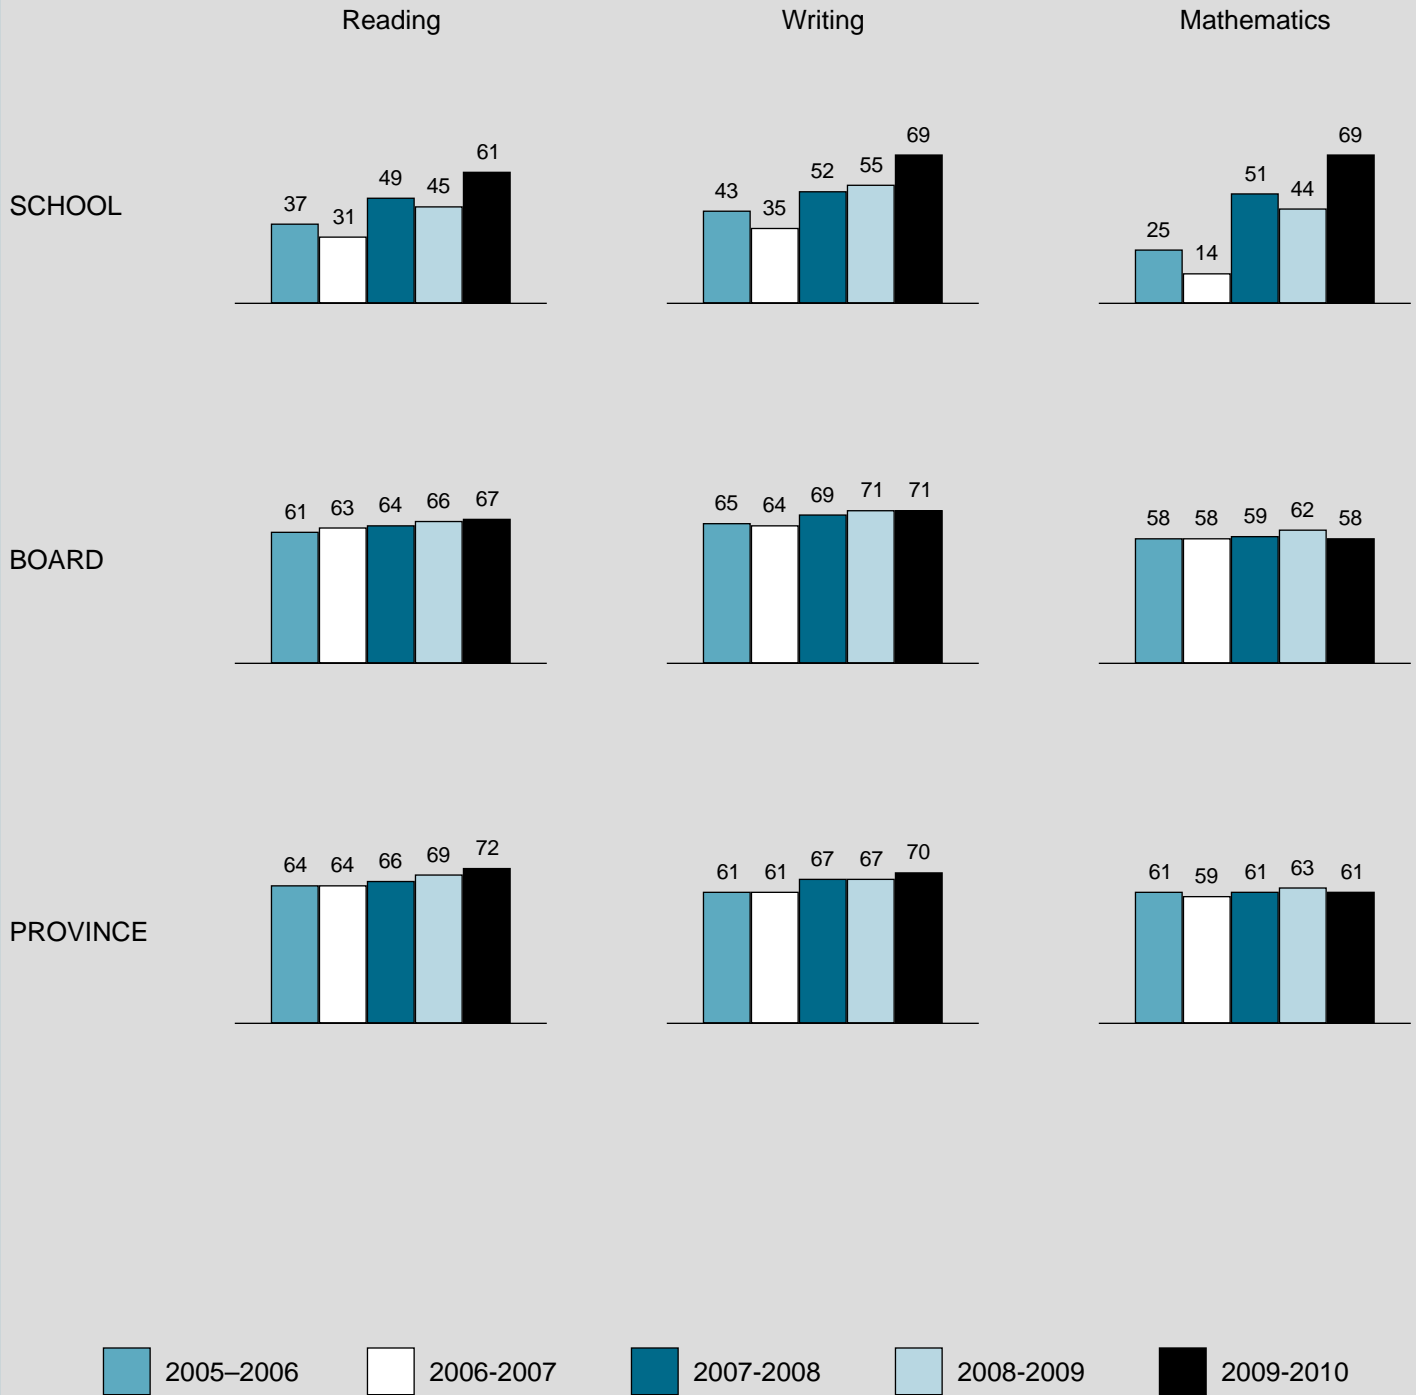 Reading Writing Mathematics
SCHOOL
37 31 49 45 61
43 35 52 55 69
25 14 51 44 69
BOARD
61 63 64 66 67
65 64 69 71 71
58 58 59 62 58
PROVINCE
64 64 66 69 72
61 61 67 67 70
61 59 61 63 61
2005–2006 2006-2007 2007-2008 2008-2009 2009-2010